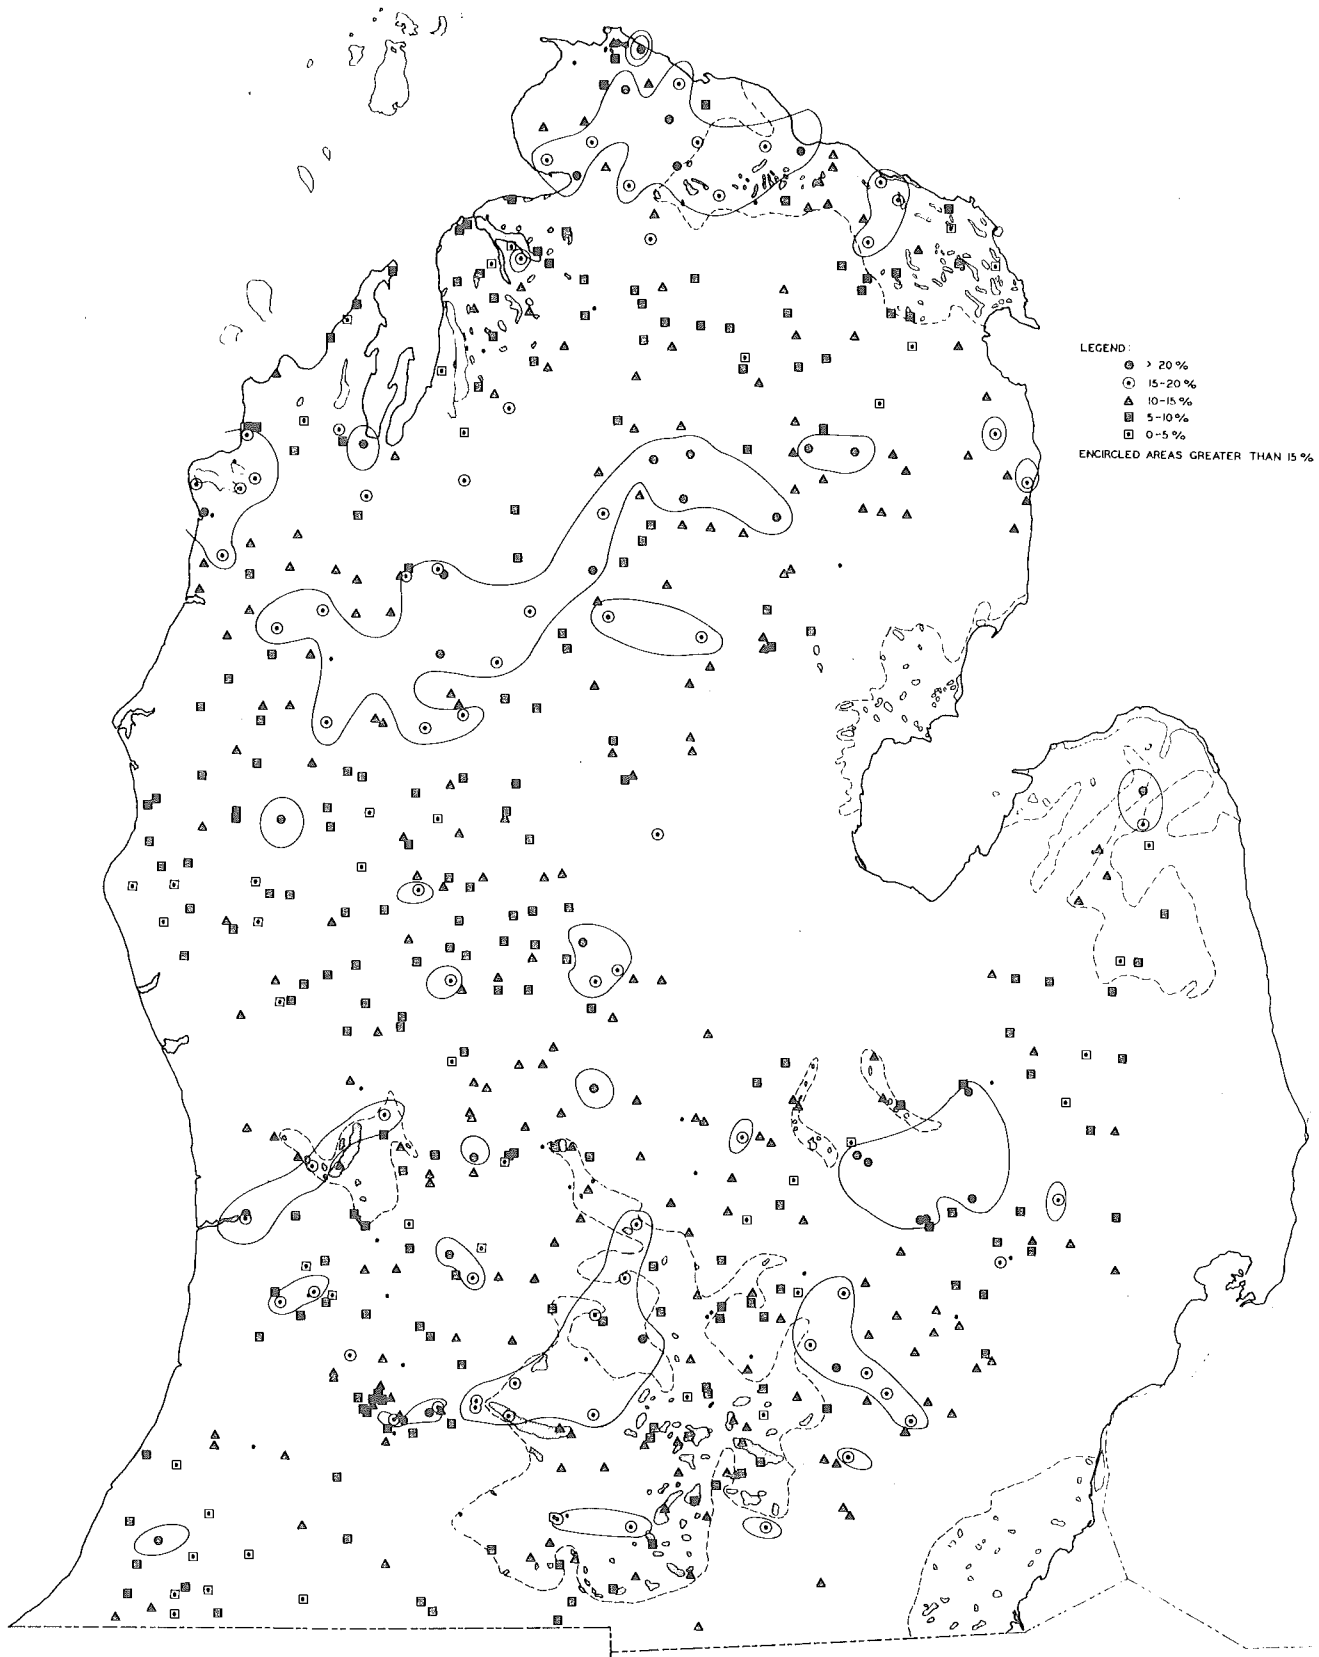 LEGEND:
> 20 %
15-20 %
10-15 %
5-10 %
0-5 %
ENCIRCLED AREAS GREATER THAN 15 %